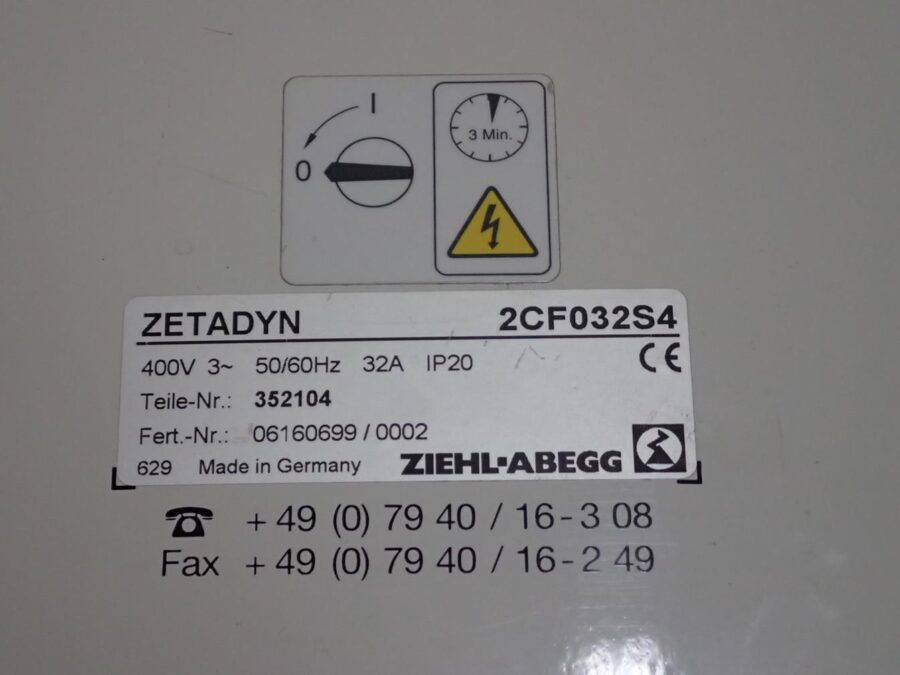 I
0
3 Min.
ZETADYN 2CF032S4
400V 3~ 50/60Hz 32A IP20 CE
Teile-Nr.: 352104
Fert.-Nr.: 06160699 / 0002
629 Made in Germany ZIEHL-ABEGG
+ 49 (0) 79 40 / 16 - 3 08
Fax + 49 (0) 79 40 / 16 - 2 49